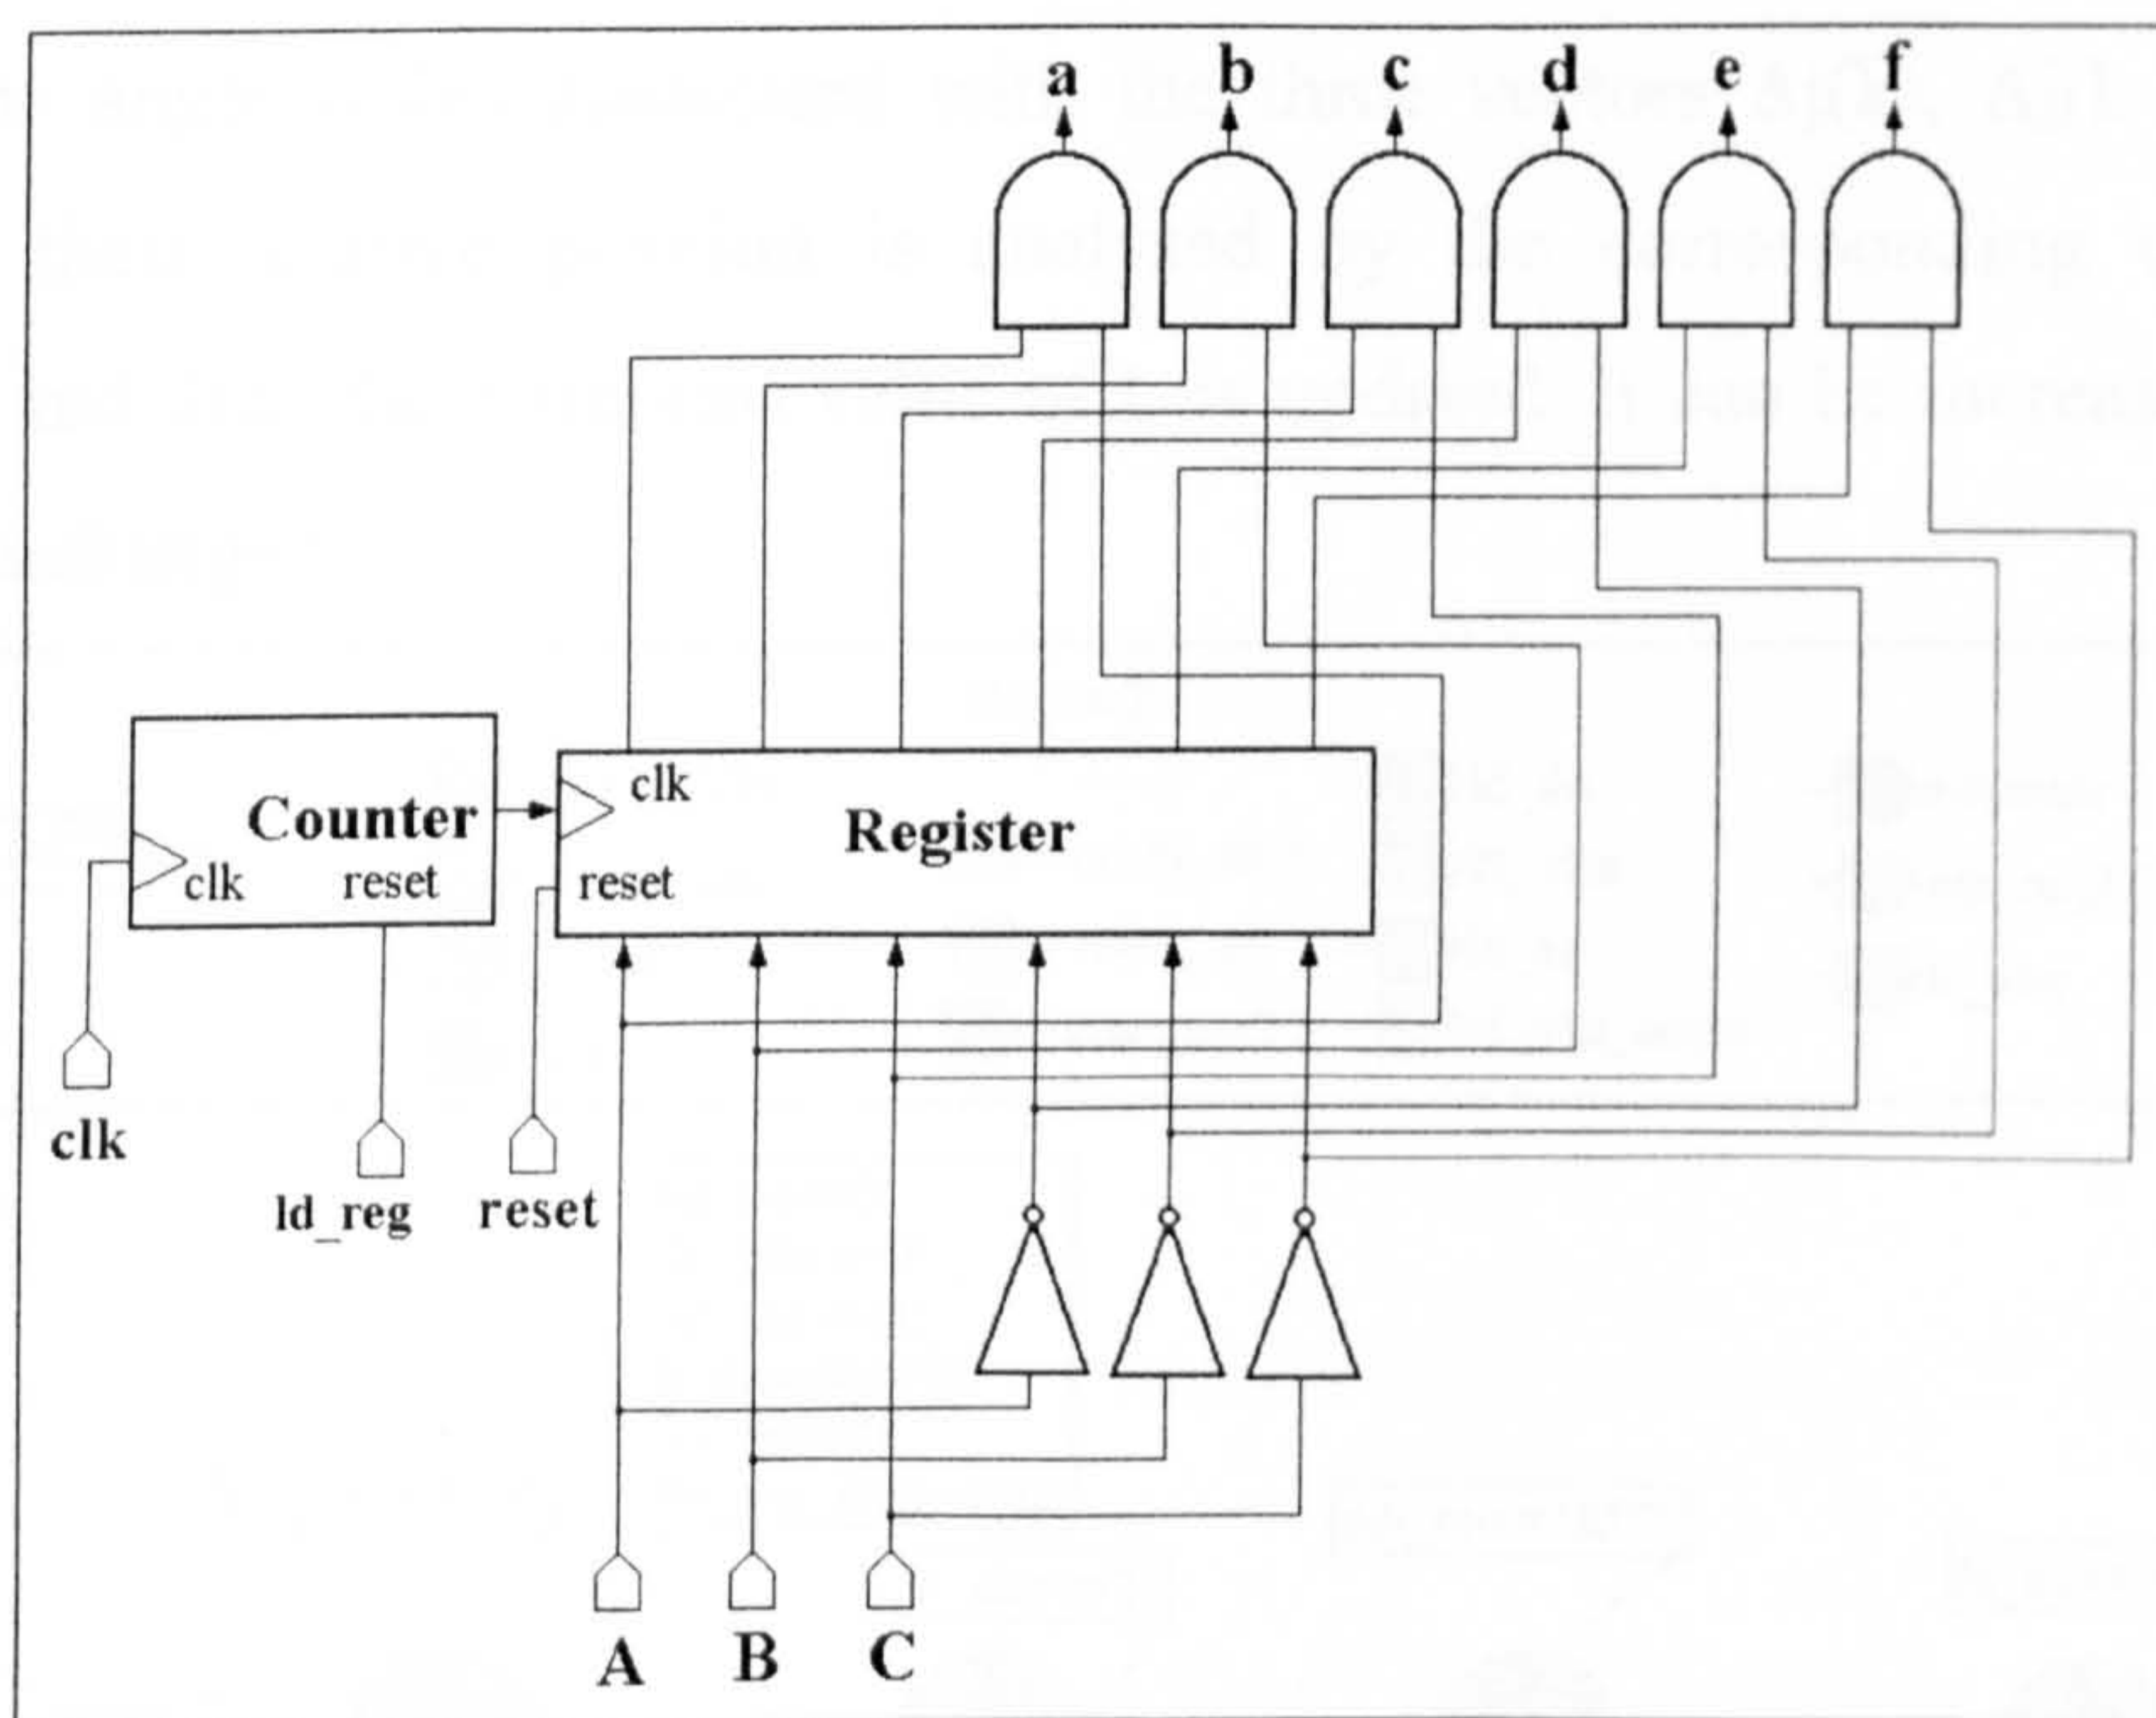 a b c d e f
clk
Counter
Register
clk reset
reset
clk
ld_reg
reset
A B C